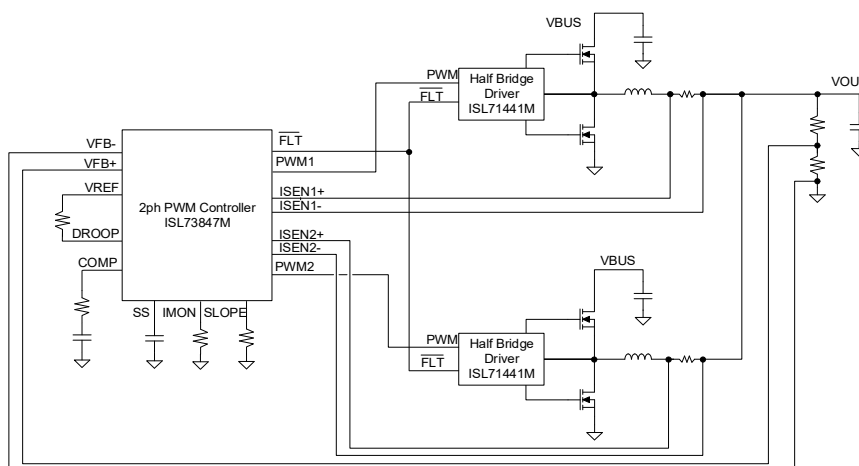 VBUS
PWM
FLT
Half Bridge
Driver
ISL71441M
VOU
VFB-
VFB+
VREF
DROOP
COMP
2ph PWM Controller
ISL73847M
FLT
PWM1
ISEN1+
ISEN1-
ISEN2+
ISEN2-
PWM2
SS
IMON
SLOPE
VBUS
PWM
FLT
Half Bridge
Driver
ISL71441M